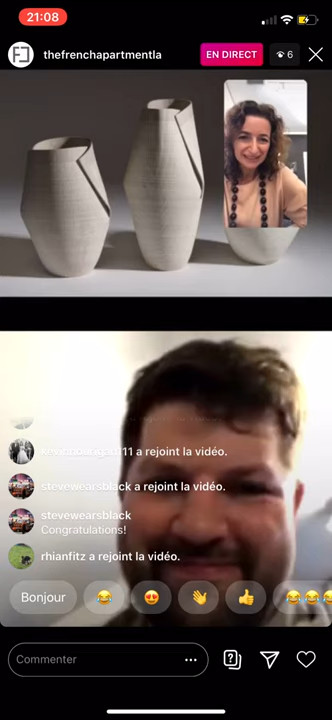 21:08
thefrenchapartmentla
EN DIRECT
6
a rejoint la vidéo.
stevewearsblack a rejoint la vidéo.
stevewearsblack
Congratulations!
rhianfitz a rejoint la vidéo.
Bonjour
Commenter